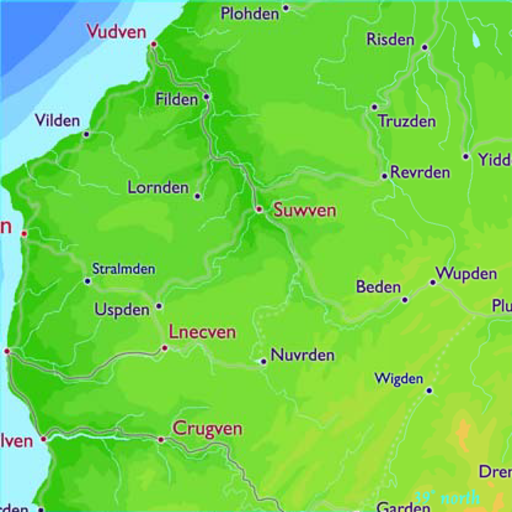 Plohden
Vudven
Risden
Filden
Truzden
Vilden
Yidd
Revrden
Lornden
Suwven
n
Stralmden
Wupden
Beden
Uspden
Plu
Lnecven
Nuvrden
Wigden
Crugven
lven
Dren
19° north
rden
Garden